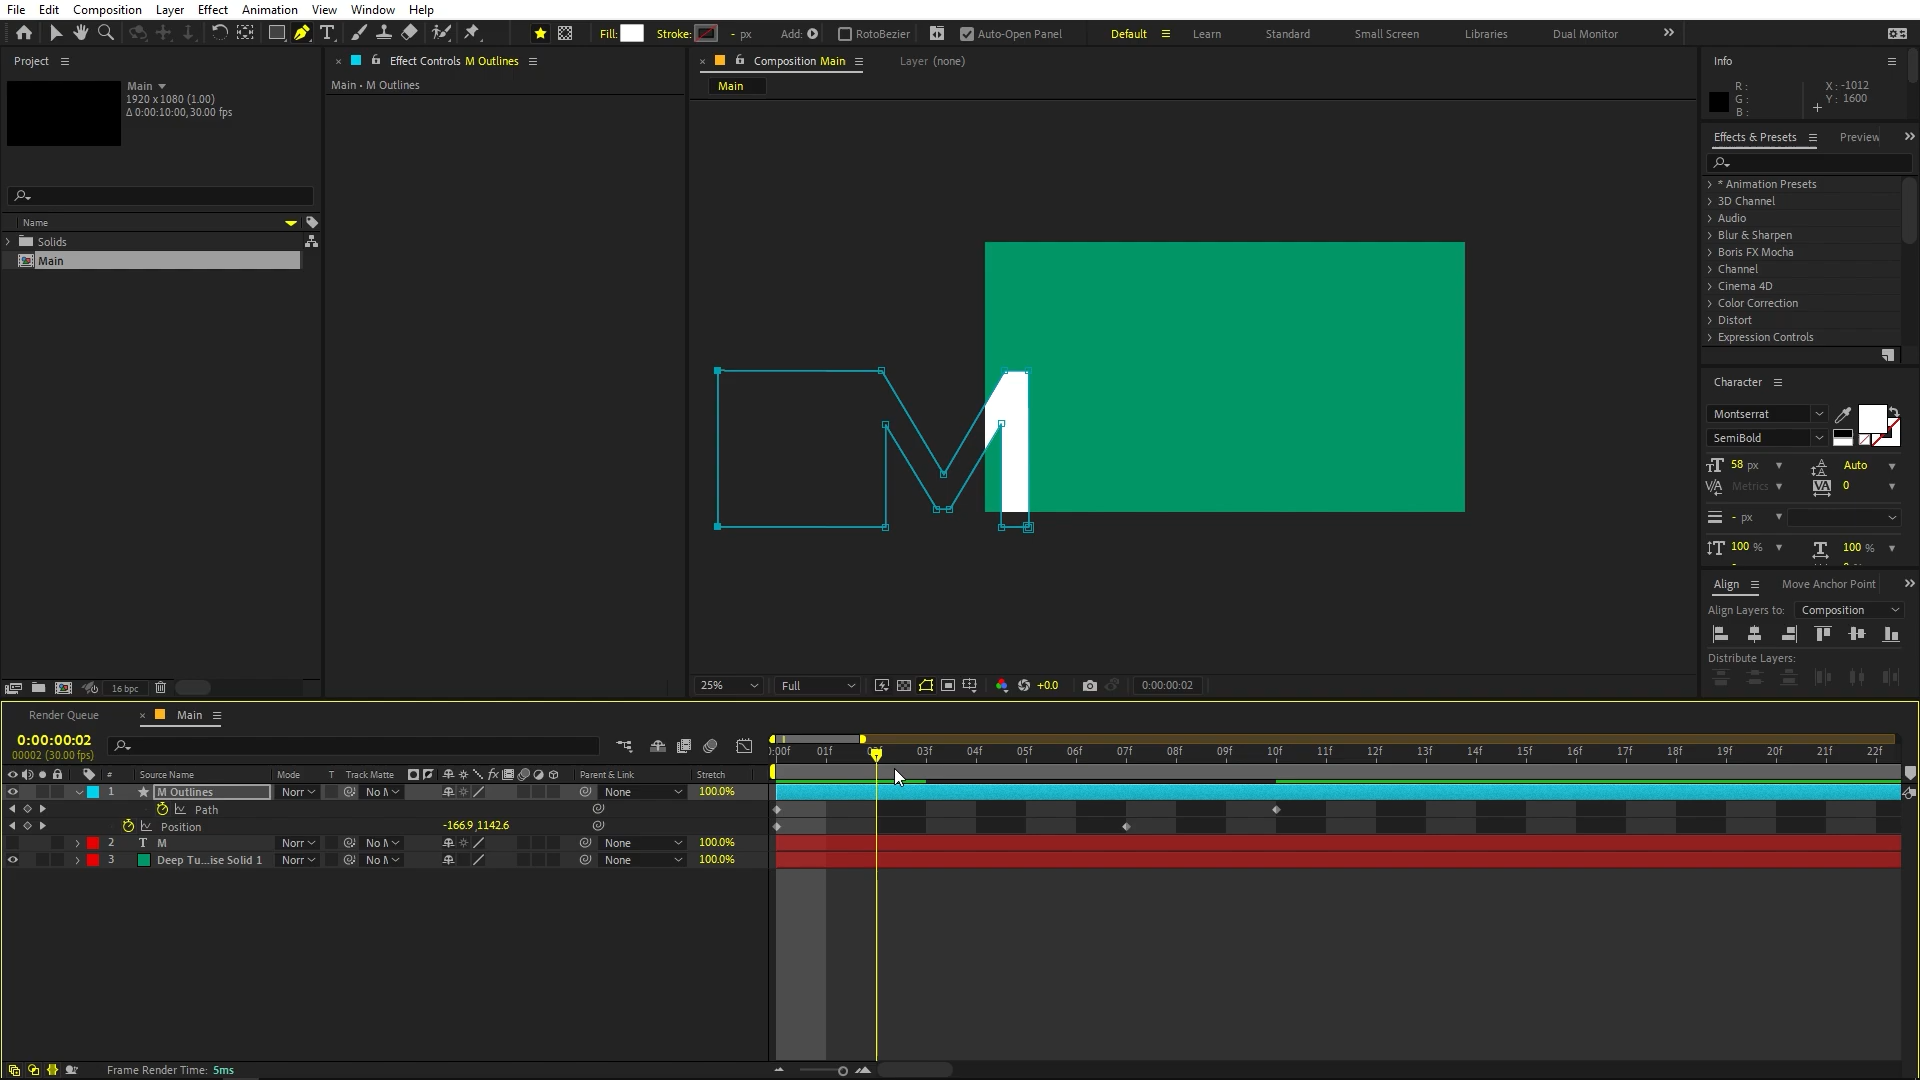 File Edit Composition Layer Effect Animation View Window Help
Fill: Stroke: - px Add: RotoBezier Auto-Open Panel Default Learn Standard Small Screen Libraries Dual Monitor
Project
Main
1920 x 1080 (1.00)
Δ 0:00:10:00, 30.00 fps
Name
Solids
Main
16 bpc
Effect Controls M Outlines
Main • M Outlines
Composition Main Layer (none)
Main
25% Full +0.0 0:00:00:02
Info
R : X : -1012
G : Y : 1600
B :
Effects & Presets Preview
* Animation Presets
3D Channel
Audio
Blur & Sharpen
Boris FX Mocha
Channel
Cinema 4D
Color Correction
Distort
Expression Controls
Character
Montserrat
SemiBold
58 px Auto
Metrics 0
- px
100 % 100 %
Align Move Anchor Point
Align Layers to: Composition
Distribute Layers:
Render Queue Main
0:00:00:02
00002 (30.00 fps)
):00f 01f 02f 03f 04f 05f 06f 07f 08f 09f 10f 11f 12f 13f 14f 15f 16f 17f 18f 19f 20f 21f 22f
# Source Name Mode T Track Matte fx Parent & Link Stretch
1 M Outlines Norr No M None 100.0%
Path
Position -166.9,1142.6
2 T M Norr No M None 100.0%
3 Deep Tu...ise Solid 1 Norr No M None 100.0%
Frame Render Time: 5ms